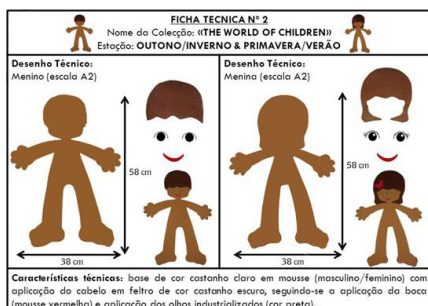 FICHA TECNICA Nº 2
Nome da Colecção: «THE WORLD OF CHILDREN»
Estação: OUTONO/INVERNO & PRIMAVERA/VERÃO
Desenho Técnico:
Menino (escala A2)
58 cm
38 cm
Desenho Técnico:
Menina (escala A2)
58 cm
38 cm
Características técnicas: base de cor castanho claro em mousse (masculino/feminino) com
aplicação do cabelo em feltro de cor castanho escuro, seguindo-se a aplicação da boca
(mousse vermelha) e aplicação dos olhos industrializados (cor preta).